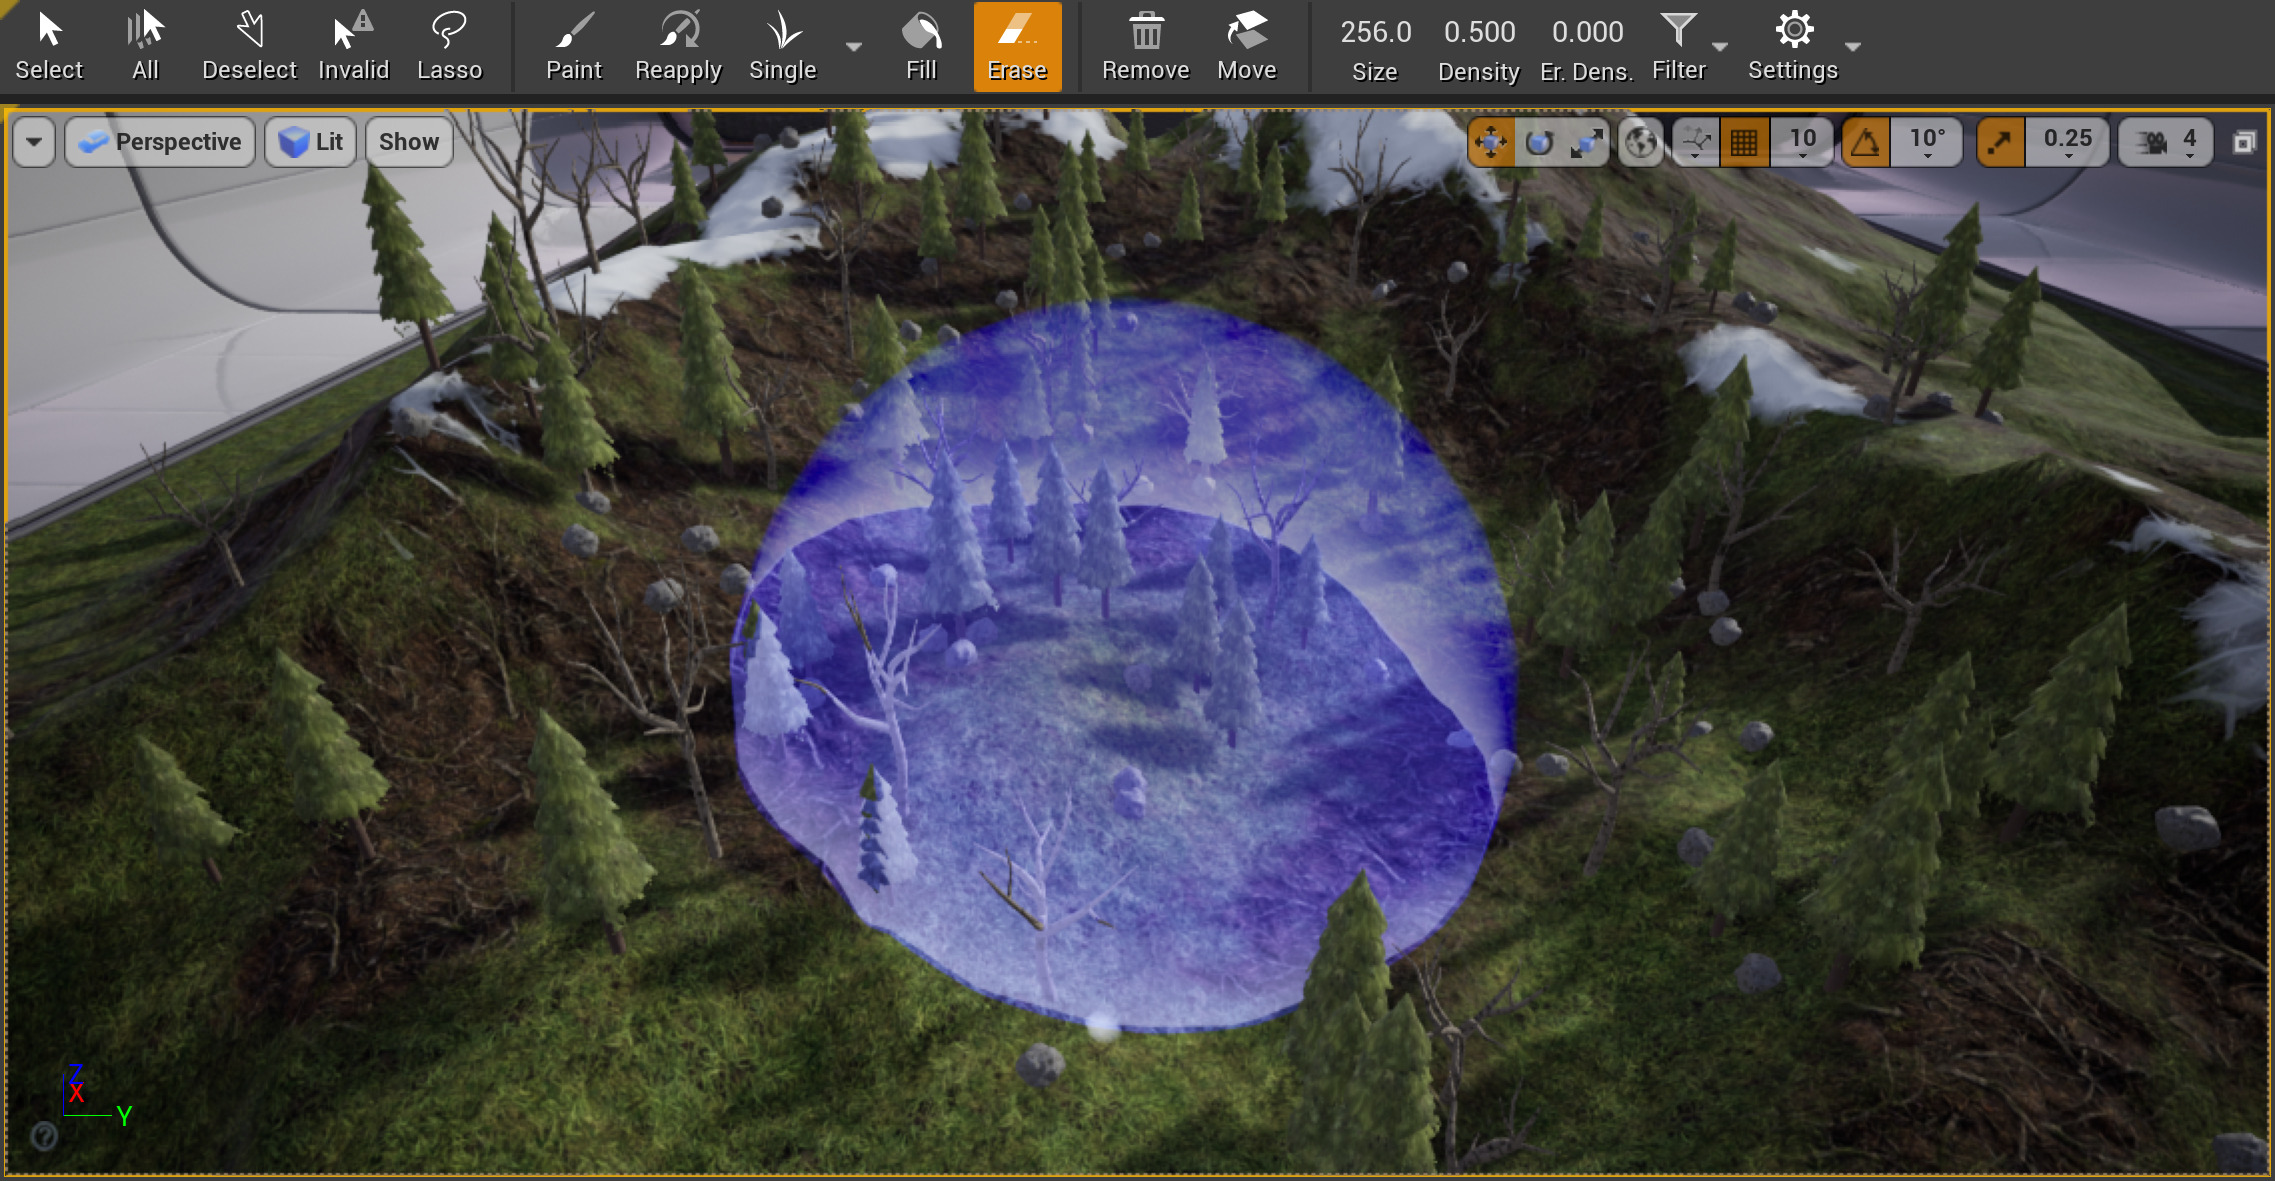 Select All Deselect Invalid Lasso Paint Reapply Single Fill Erase Remove Move 256.0 Size 0.500 Density 0.000 Er. Dens. Filter Settings
Perspective Lit Show 10 10° 0.25 4
Z
X
Y
?